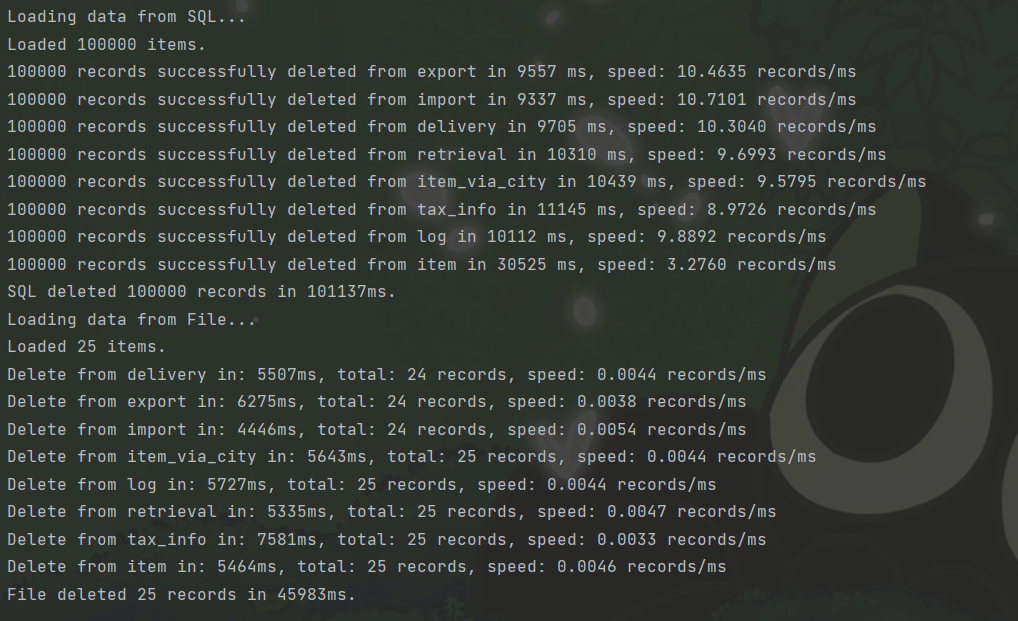 Loading data from SQL...
Loaded 100000 items.
100000 records successfully deleted from export in 9557 ms, speed: 10.4635 records/ms
100000 records successfully deleted from import in 9337 ms, speed: 10.7101 records/ms
100000 records successfully deleted from delivery in 9705 ms, speed: 10.3040 records/ms
100000 records successfully deleted from retrieval in 10310 ms, speed: 9.6993 records/ms
100000 records successfully deleted from item_via_city in 10439 ms, speed: 9.5795 records/ms
100000 records successfully deleted from tax_info in 11145 ms, speed: 8.9726 records/ms
100000 records successfully deleted from log in 10112 ms, speed: 9.8892 records/ms
100000 records successfully deleted from item in 30525 ms, speed: 3.2760 records/ms
SQL deleted 100000 records in 101137ms.
Loading data from File...
Loaded 25 items.
Delete from delivery in: 5507ms, total: 24 records, speed: 0.0044 records/ms
Delete from export in: 6275ms, total: 24 records, speed: 0.0038 records/ms
Delete from import in: 4446ms, total: 24 records, speed: 0.0054 records/ms
Delete from item_via_city in: 5643ms, total: 25 records, speed: 0.0044 records/ms
Delete from log in: 5727ms, total: 25 records, speed: 0.0044 records/ms
Delete from retrieval in: 5335ms, total: 25 records, speed: 0.0047 records/ms
Delete from tax_info in: 7581ms, total: 25 records, speed: 0.0033 records/ms
Delete from item in: 5464ms, total: 25 records, speed: 0.0046 records/ms
File deleted 25 records in 45983ms.